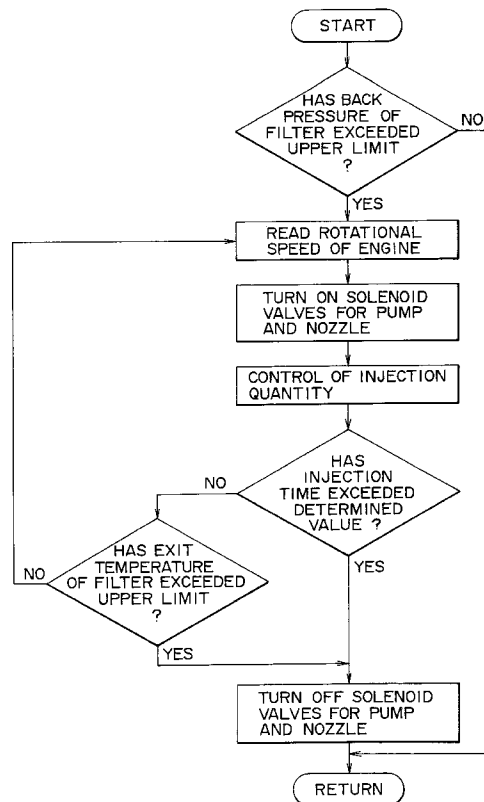 START
HAS BACK
PRESSURE OF
FILTER EXCEEDED
UPPER LIMIT
?
NO
YES
READ ROTATIONAL
SPEED OF ENGINE
TURN ON SOLENOID
VALVES FOR PUMP
AND NOZZLE
CONTROL OF INJECTION
QUANTITY
HAS
INJECTION
TIME EXCEEDED
DETERMINED
VALUE ?
NO
YES
HAS EXIT
TEMPERATURE
OF FILTER EXCEEDED
UPPER LIMIT
?
NO
YES
TURN OFF SOLENOID
VALVES FOR PUMP
AND NOZZLE
RETURN